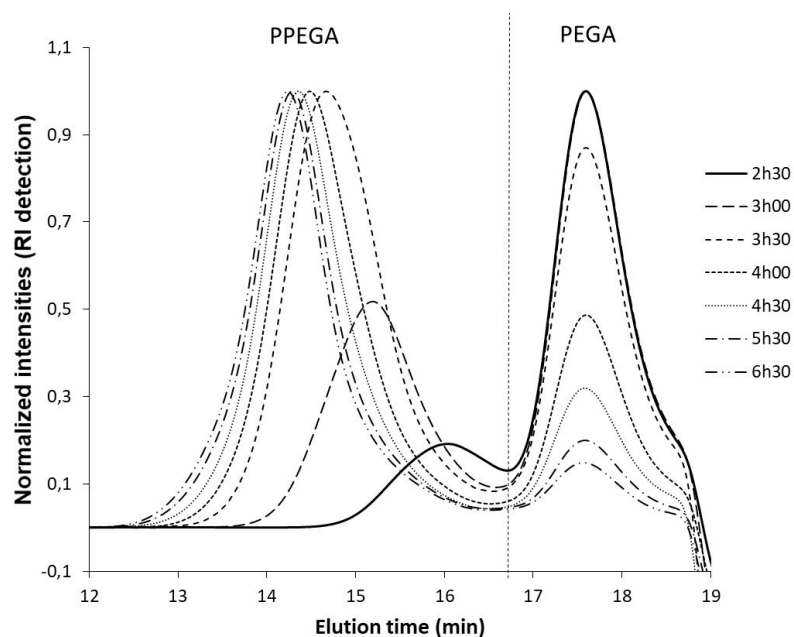 PPEGA
PEGA
Normalized intensities (RI detection)
1,1
0,9
0,7
0,5
0,3
0,1
-0,1
12
13
14
15
16
17
18
19
Elution time (min)
2h30
3h00
3h30
4h00
4h30
5h30
6h30